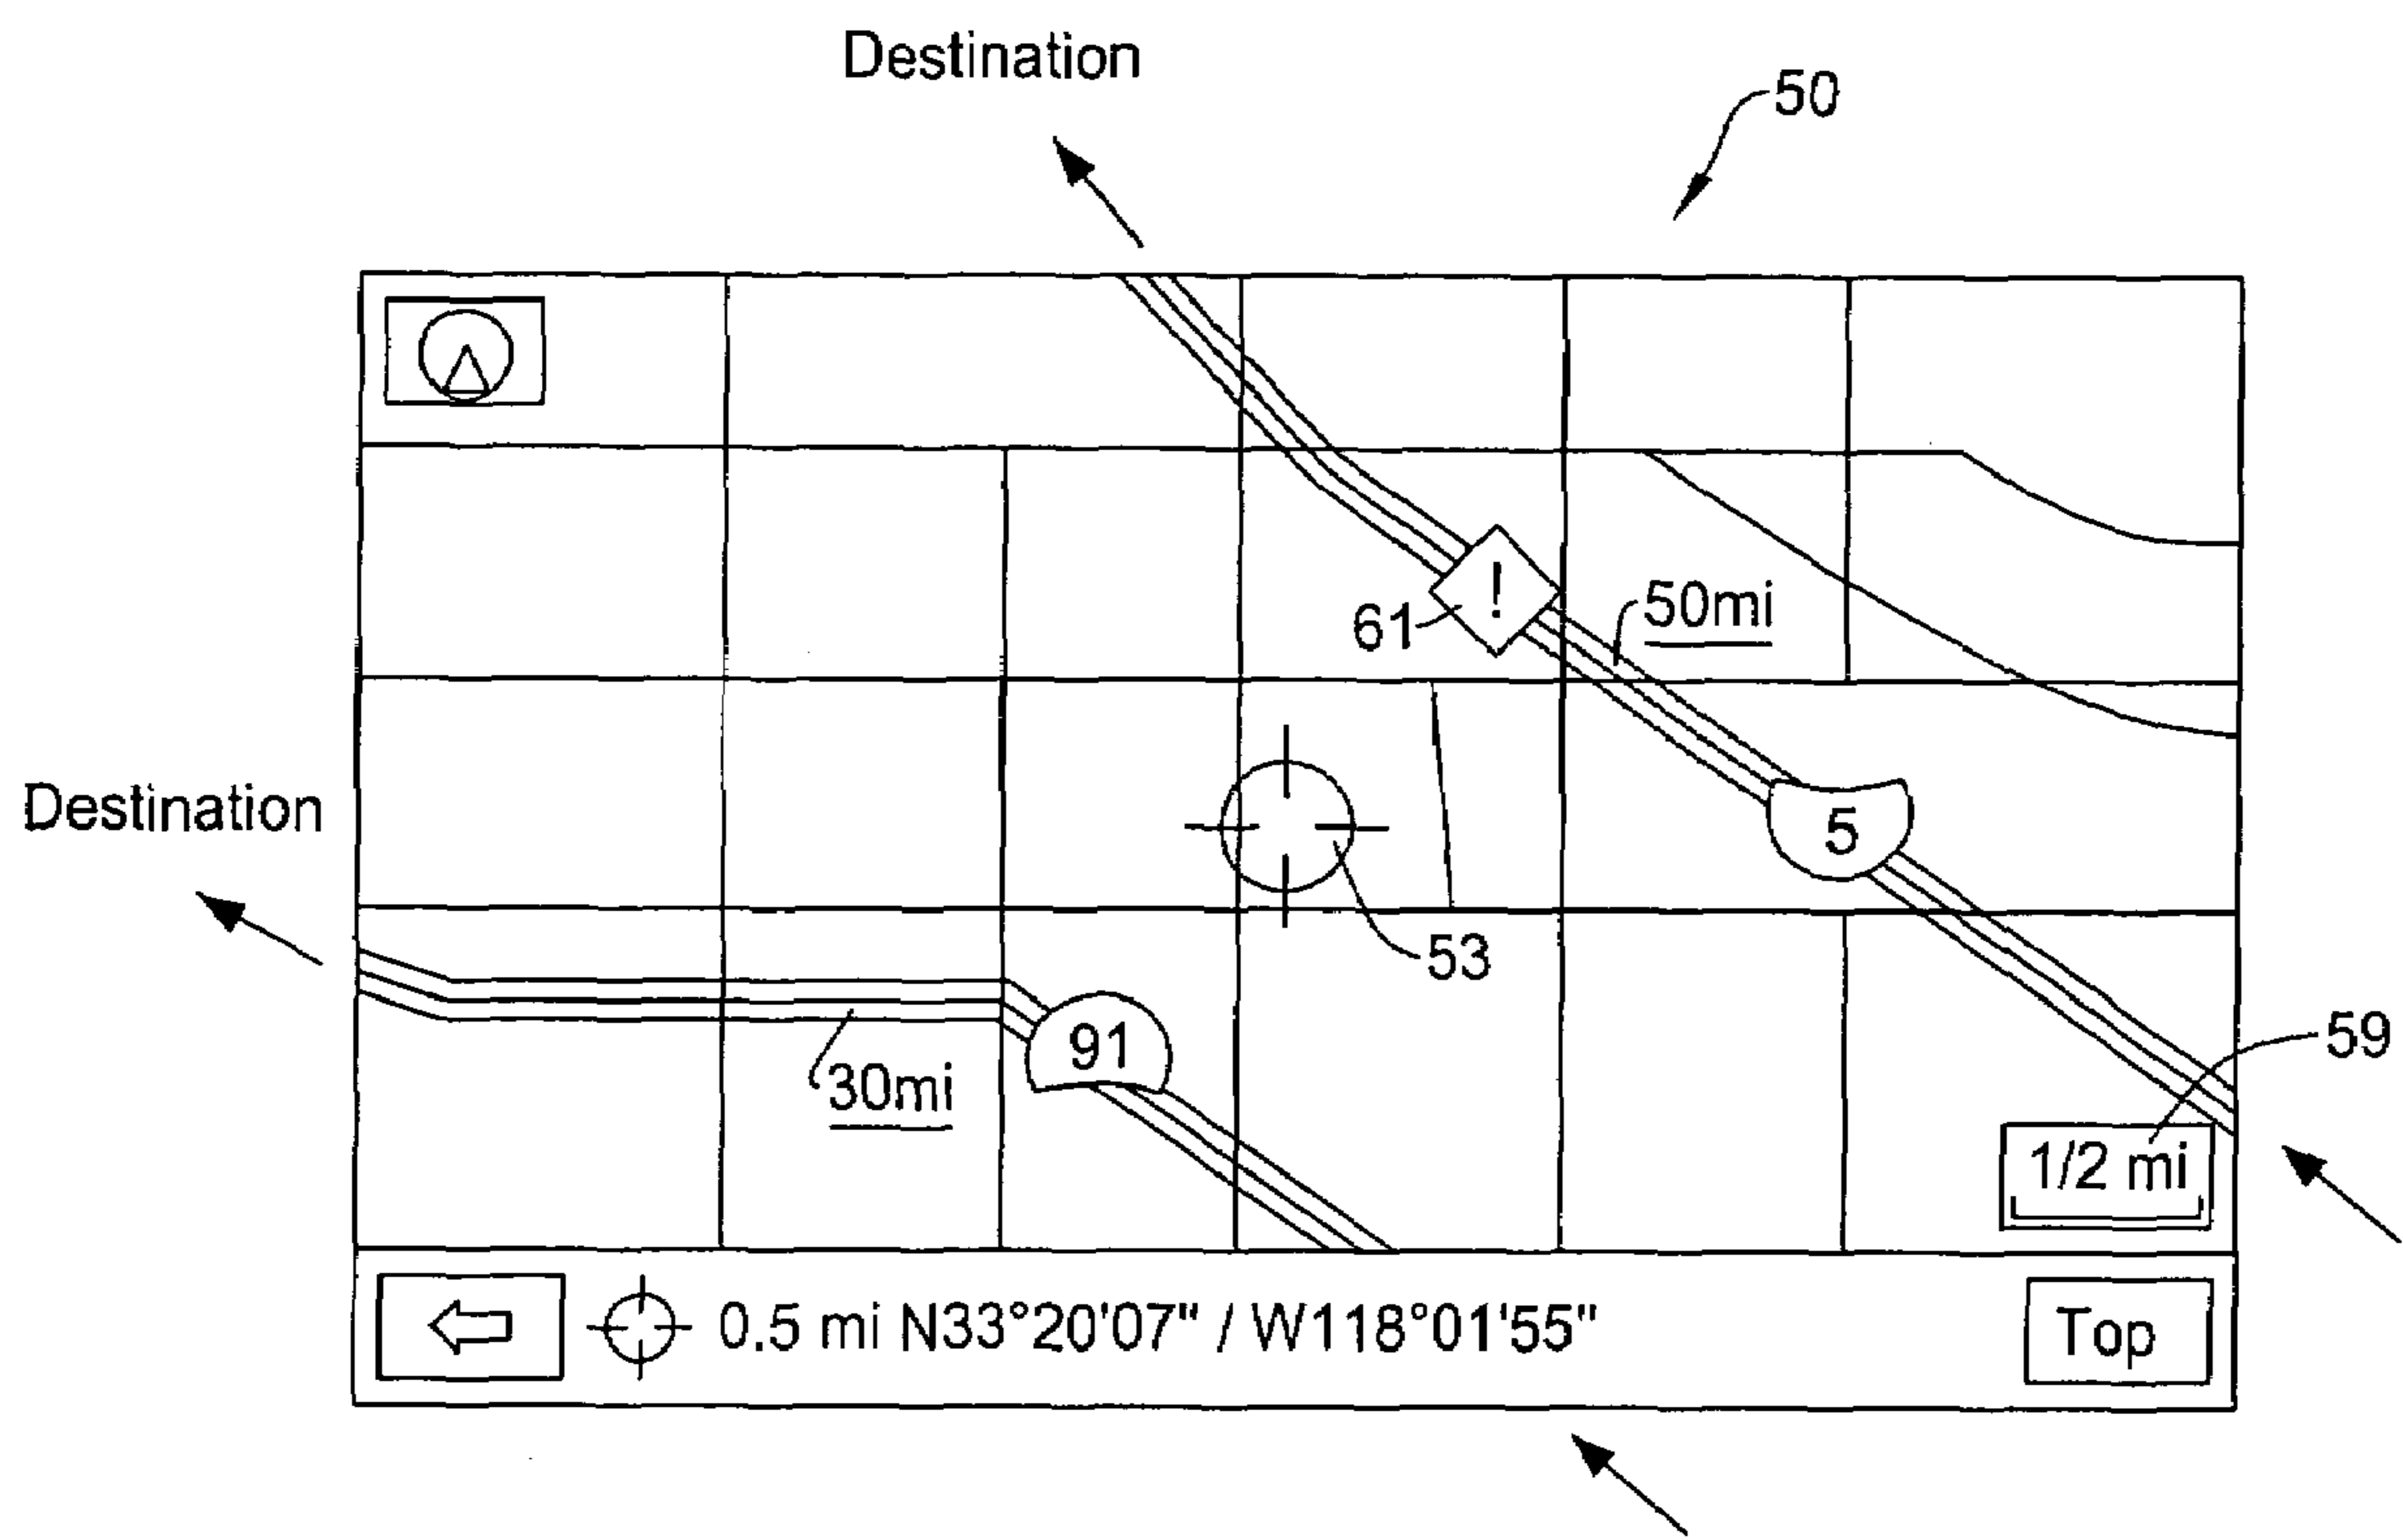 Destination
50
!
61
50mi
5
Destination
53
91
30mi
59
1/2 mi
0.5 mi N33°20'07" / W118°01'55"
Top